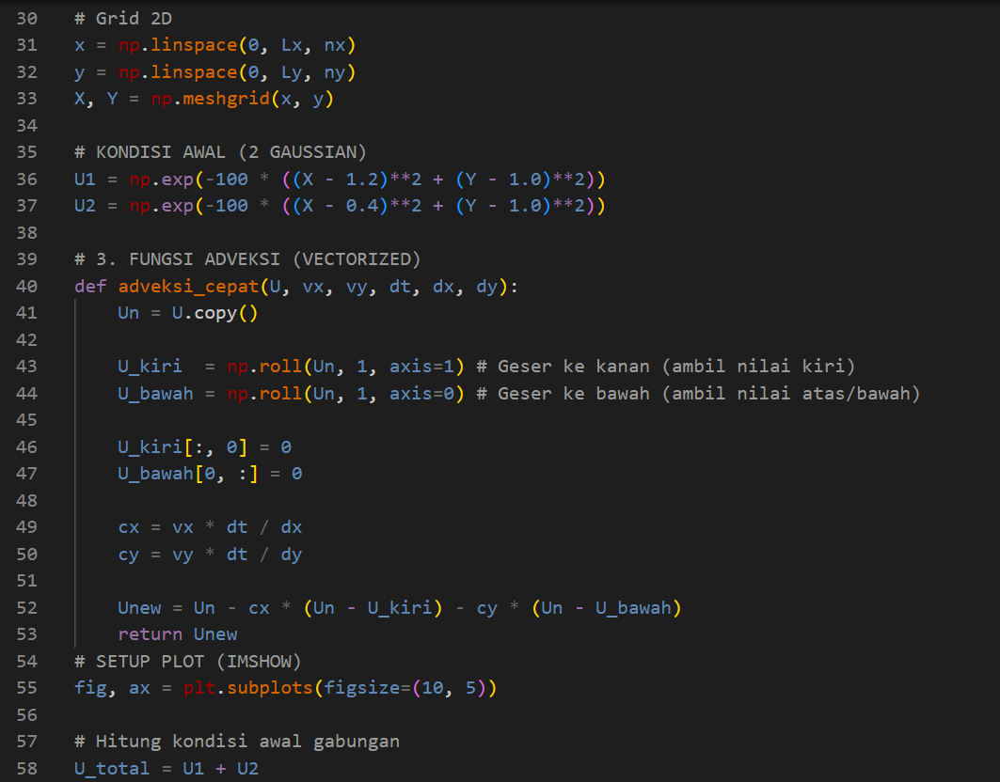 30 # Grid 2D
31 x = np.linspace(0, Lx, nx)
32 y = np.linspace(0, Ly, ny)
33 X, Y = np.meshgrid(x, y)
34
35 # KONDISI AWAL (2 GAUSSIAN)
36 U1 = np.exp(-100 * ((X - 1.2)**2 + (Y - 1.0)**2))
37 U2 = np.exp(-100 * ((X - 0.4)**2 + (Y - 1.0)**2))
38
39 # 3. FUNGSI ADVEKSI (VECTORIZED)
40 def adveksi_cepat(U, vx, vy, dt, dx, dy):
41     Un = U.copy()
42
43     U_kiri  = np.roll(Un, 1, axis=1) # Geser ke kanan (ambil nilai kiri)
44     U_bawah = np.roll(Un, 1, axis=0) # Geser ke bawah (ambil nilai atas/bawah)
45
46     U_kiri[:, 0] = 0
47     U_bawah[0, :] = 0
48
49     cx = vx * dt / dx
50     cy = vy * dt / dy
51
52     Unew = Un - cx * (Un - U_kiri) - cy * (Un - U_bawah)
53     return Unew
54 # SETUP PLOT (IMSHOW)
55 fig, ax = plt.subplots(figsize=(10, 5))
56
57 # Hitung kondisi awal gabungan
58 U_total = U1 + U2